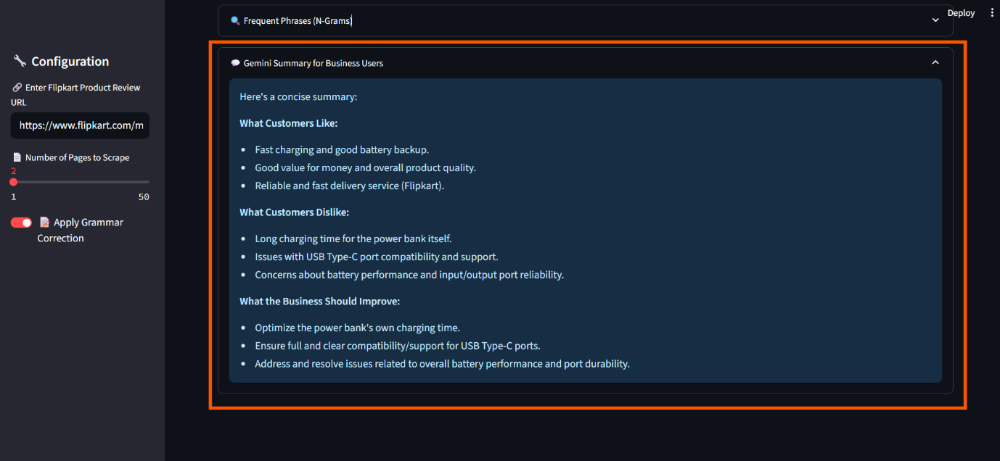 Configuration
Enter Flipkart Product Review
URL
https://www.flipkart.com/m
Number of Pages to Scrape
2
1 50
Apply Grammar
Correction
Deploy
Frequent Phrases (N-Grams)
Gemini Summary for Business Users
Here's a concise summary:
What Customers Like:
• Fast charging and good battery backup.
• Good value for money and overall product quality.
• Reliable and fast delivery service (Flipkart).
What Customers Dislike:
• Long charging time for the power bank itself.
• Issues with USB Type-C port compatibility and support.
• Concerns about battery performance and input/output port reliability.
What the Business Should Improve:
• Optimize the power bank's own charging time.
• Ensure full and clear compatibility/support for USB Type-C ports.
• Address and resolve issues related to overall battery performance and port durability.